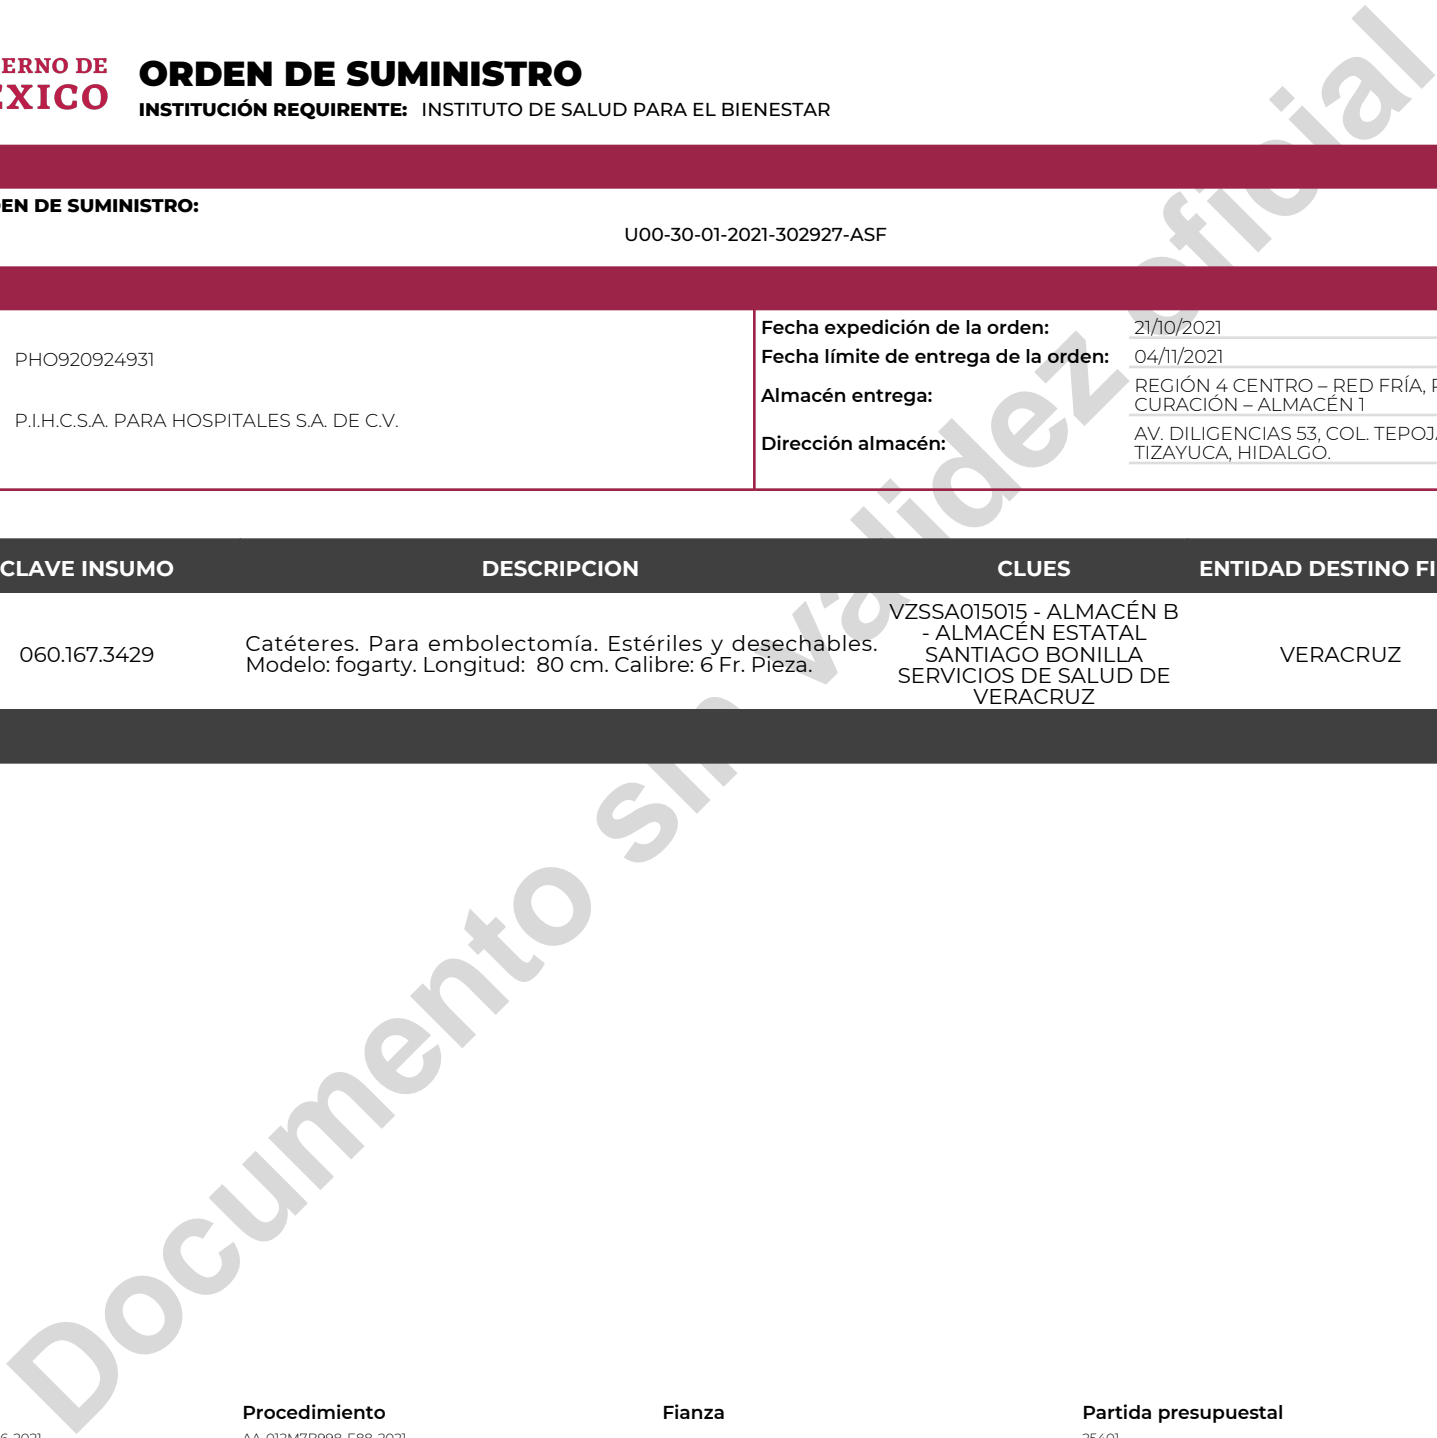 ERNO DE
ORDEN DE SUMINISTRO
XICO
INSTITUCIÓN REQUIRENTE: INSTITUTO DE SALUD PARA EL BIENESTAR
EN DE SUMINISTRO:
U00-30-01-2021-302927-ASF
PHO920924931
P.I.H.C.S.A. PARA HOSPITALES S.A. DE C.V.
Fecha expedición de la orden: 21/10/2021
Fecha límite de entrega de la orden: 04/11/2021
Almacén entrega: REGIÓN 4 CENTRO – RED FRÍA,
CURACIÓN – ALMACÉN 1
Dirección almacén: AV. DILIGENCIAS 53, COL. TEPOJ
TIZAYUCA, HIDALGO.
CLAVE INSUMO DESCRIPCION CLUES ENTIDAD DESTINO FI
060.167.3429
Catéteres. Para embolectomía. Estériles y desechables.
Modelo: fogarty. Longitud: 80 cm. Calibre: 6 Fr. Pieza.
VZSSA015015 - ALMACÉN B
- ALMACÉN ESTATAL
SANTIAGO BONILLA
SERVICIOS DE SALUD DE
VERACRUZ
VERACRUZ
Documento sin validez oficial
Procedimiento Fianza Partida presupuestal